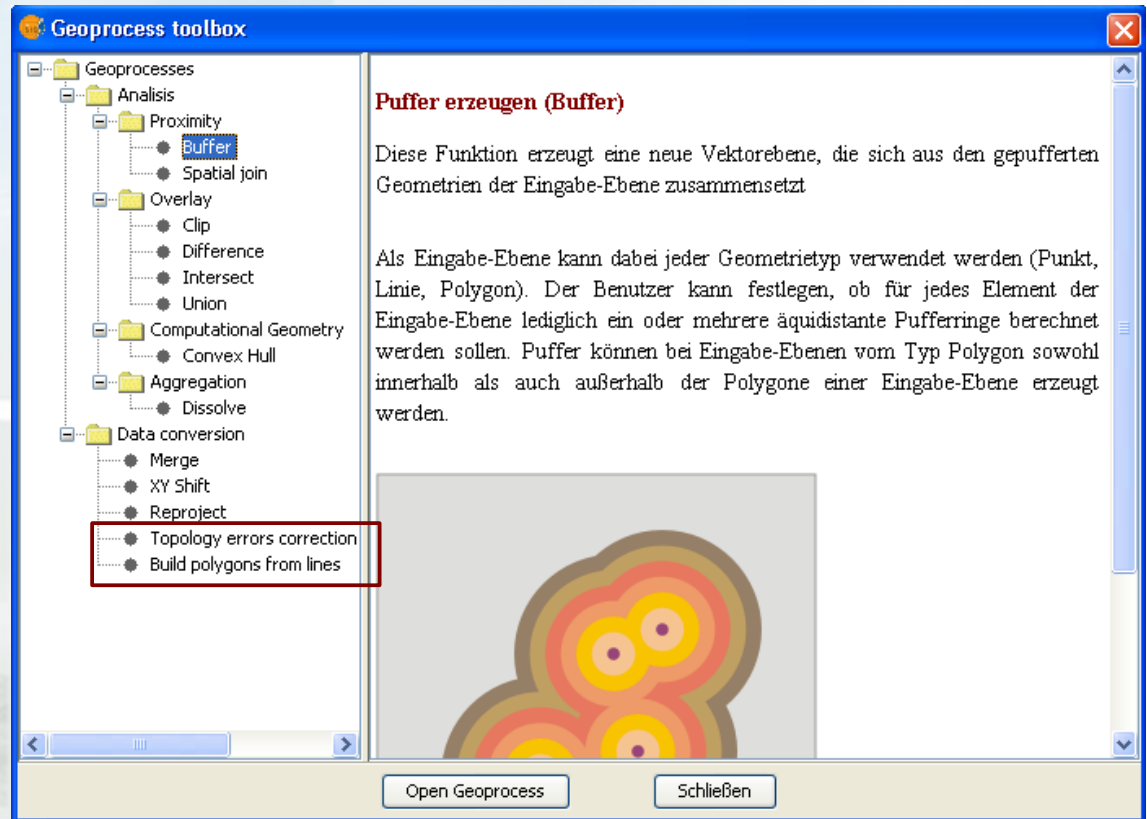 Geoprocess toolbox
Geoprocesses
Analisis
Proximity
Buffer
Spatial join
Overlay
Clip
Difference
Intersect
Union
Computational Geometry
Convex Hull
Aggregation
Dissolve
Data conversion
Merge
XY Shift
Reproject
Topology errors correction
Build polygons from lines
Puffer erzeugen (Buffer)
Diese Funktion erzeugt eine neue Vektorebene, die sich aus den gepufferten
Geometrien der Eingabe-Ebene zusammensetzt
Als Eingabe-Ebene kann dabei jeder Geometrietyp verwendet werden (Punkt,
Linie, Polygon). Der Benutzer kann festlegen, ob für jedes Element der
Eingabe-Ebene lediglich ein oder mehrere äquidistante Pufferringe berechnet
werden sollen. Puffer können bei Eingabe-Ebenen vom Typ Polygon sowohl
innerhalb als auch außerhalb der Polygone einer Eingabe-Ebene erzeugt
werden.
Open Geoprocess
Schließen